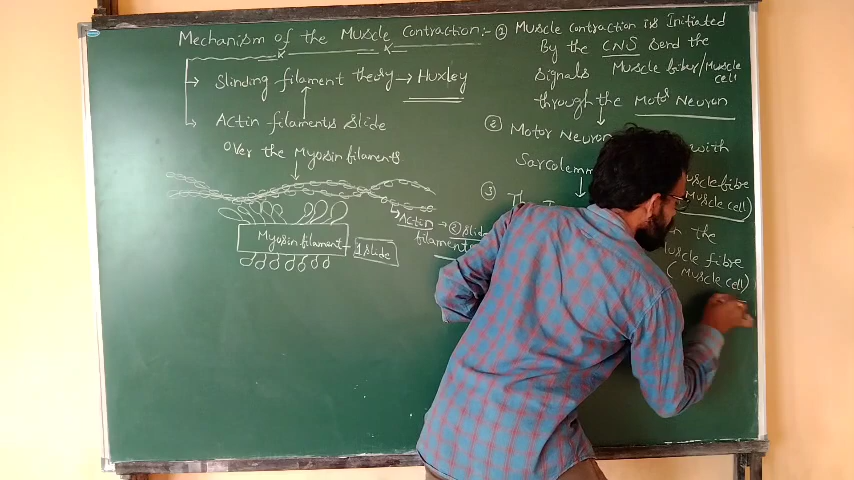 Mechanism of the Muscle Contraction:-
Slinding filament theory → Huxley
Actin filaments slide
Over the Myosin filaments
Actin → ② slide
filaments
Myosin filament
1 slide
① Muscle contraction is Initiated
By the CNS send the
signals Muscle fiber/Muscle
cell
through the Motor Neuron
② Motor Neuron with
Sarcolemm
Muscle fibre
(Muscle cell)
③ The
the
Muscle fibre
(Muscle cell)